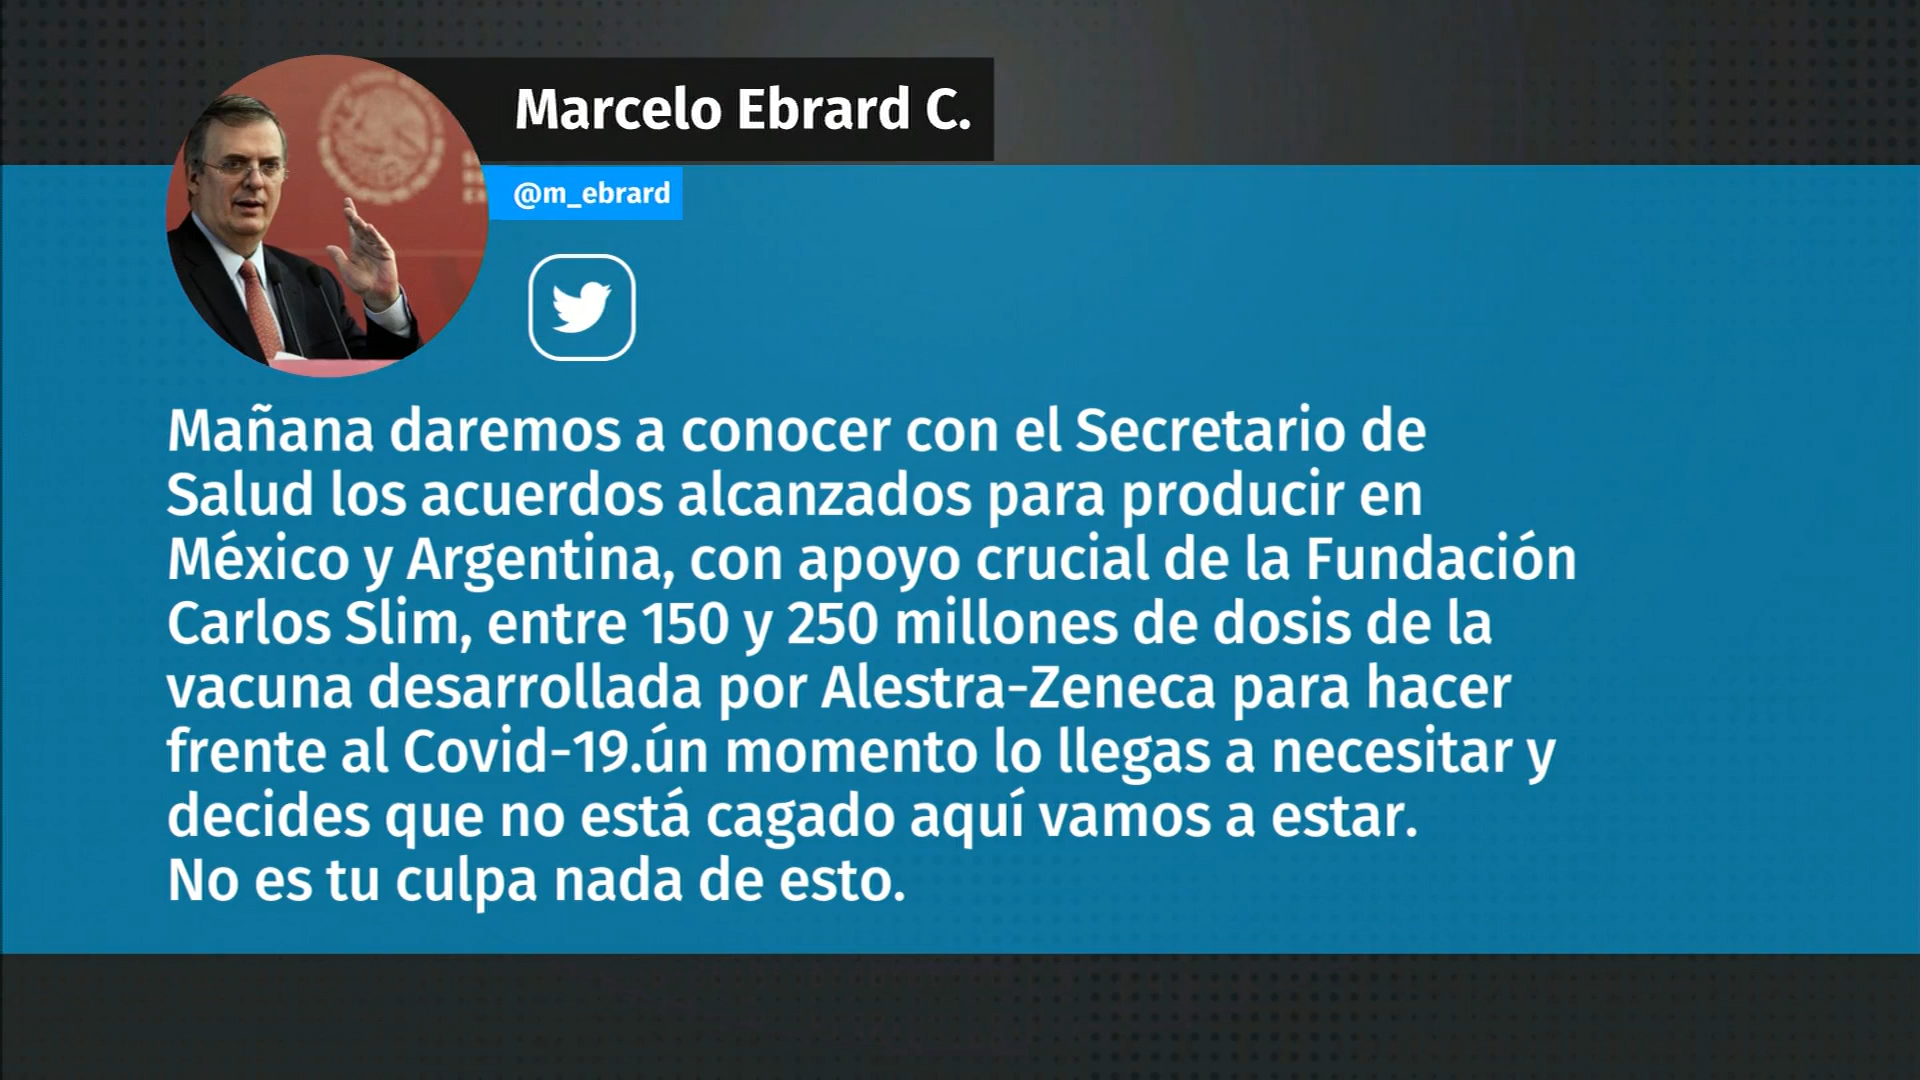 Marcelo Ebrard C.
@m_ebrard
Mañana daremos a conocer con el Secretario de
Salud los acuerdos alcanzados para producir en
México y Argentina, con apoyo crucial de la Fundación
Carlos Slim, entre 150 y 250 millones de dosis de la
vacuna desarrollada por Alestra-Zeneca para hacer
frente al Covid-19.ún momento lo llegas a necesitar y
decides que no está cagado aquí vamos a estar.
No es tu culpa nada de esto.